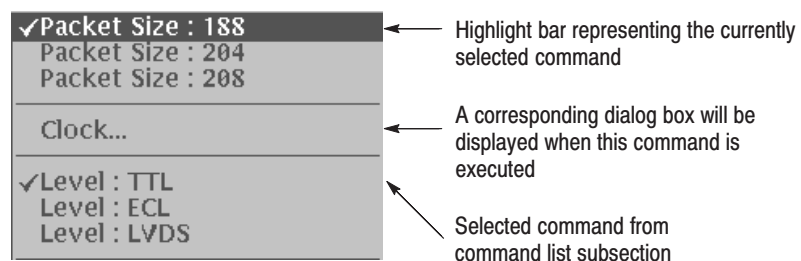 ✓Packet Size : 188
Packet Size : 204
Packet Size : 208
Clock...
✓Level : TTL
Level : ECL
Level : LVDS
Highlight bar representing the currently
selected command
A corresponding dialog box will be
displayed when this command is
executed
Selected command from
command list subsection